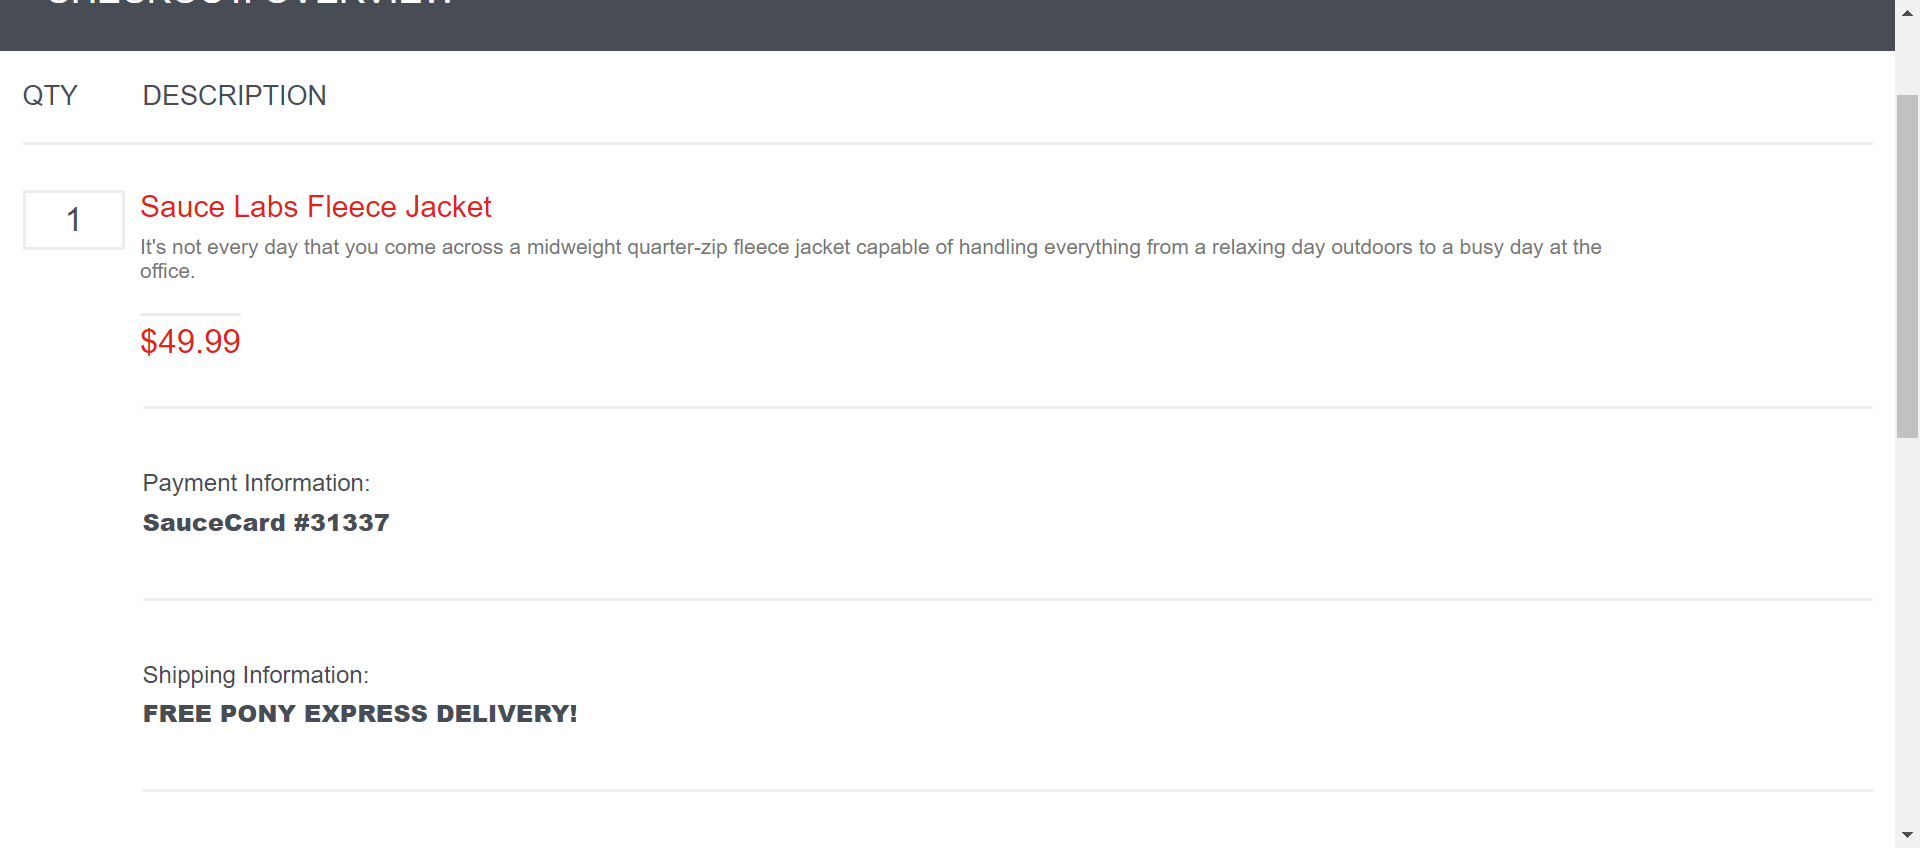 CHECKOUT: OVERVIEW
QTY DESCRIPTION
1 Sauce Labs Fleece Jacket
It's not every day that you come across a midweight quarter-zip fleece jacket capable of handling everything from a relaxing day outdoors to a busy day at the
office.
$49.99
Payment Information:
SauceCard #31337
Shipping Information:
FREE PONY EXPRESS DELIVERY!